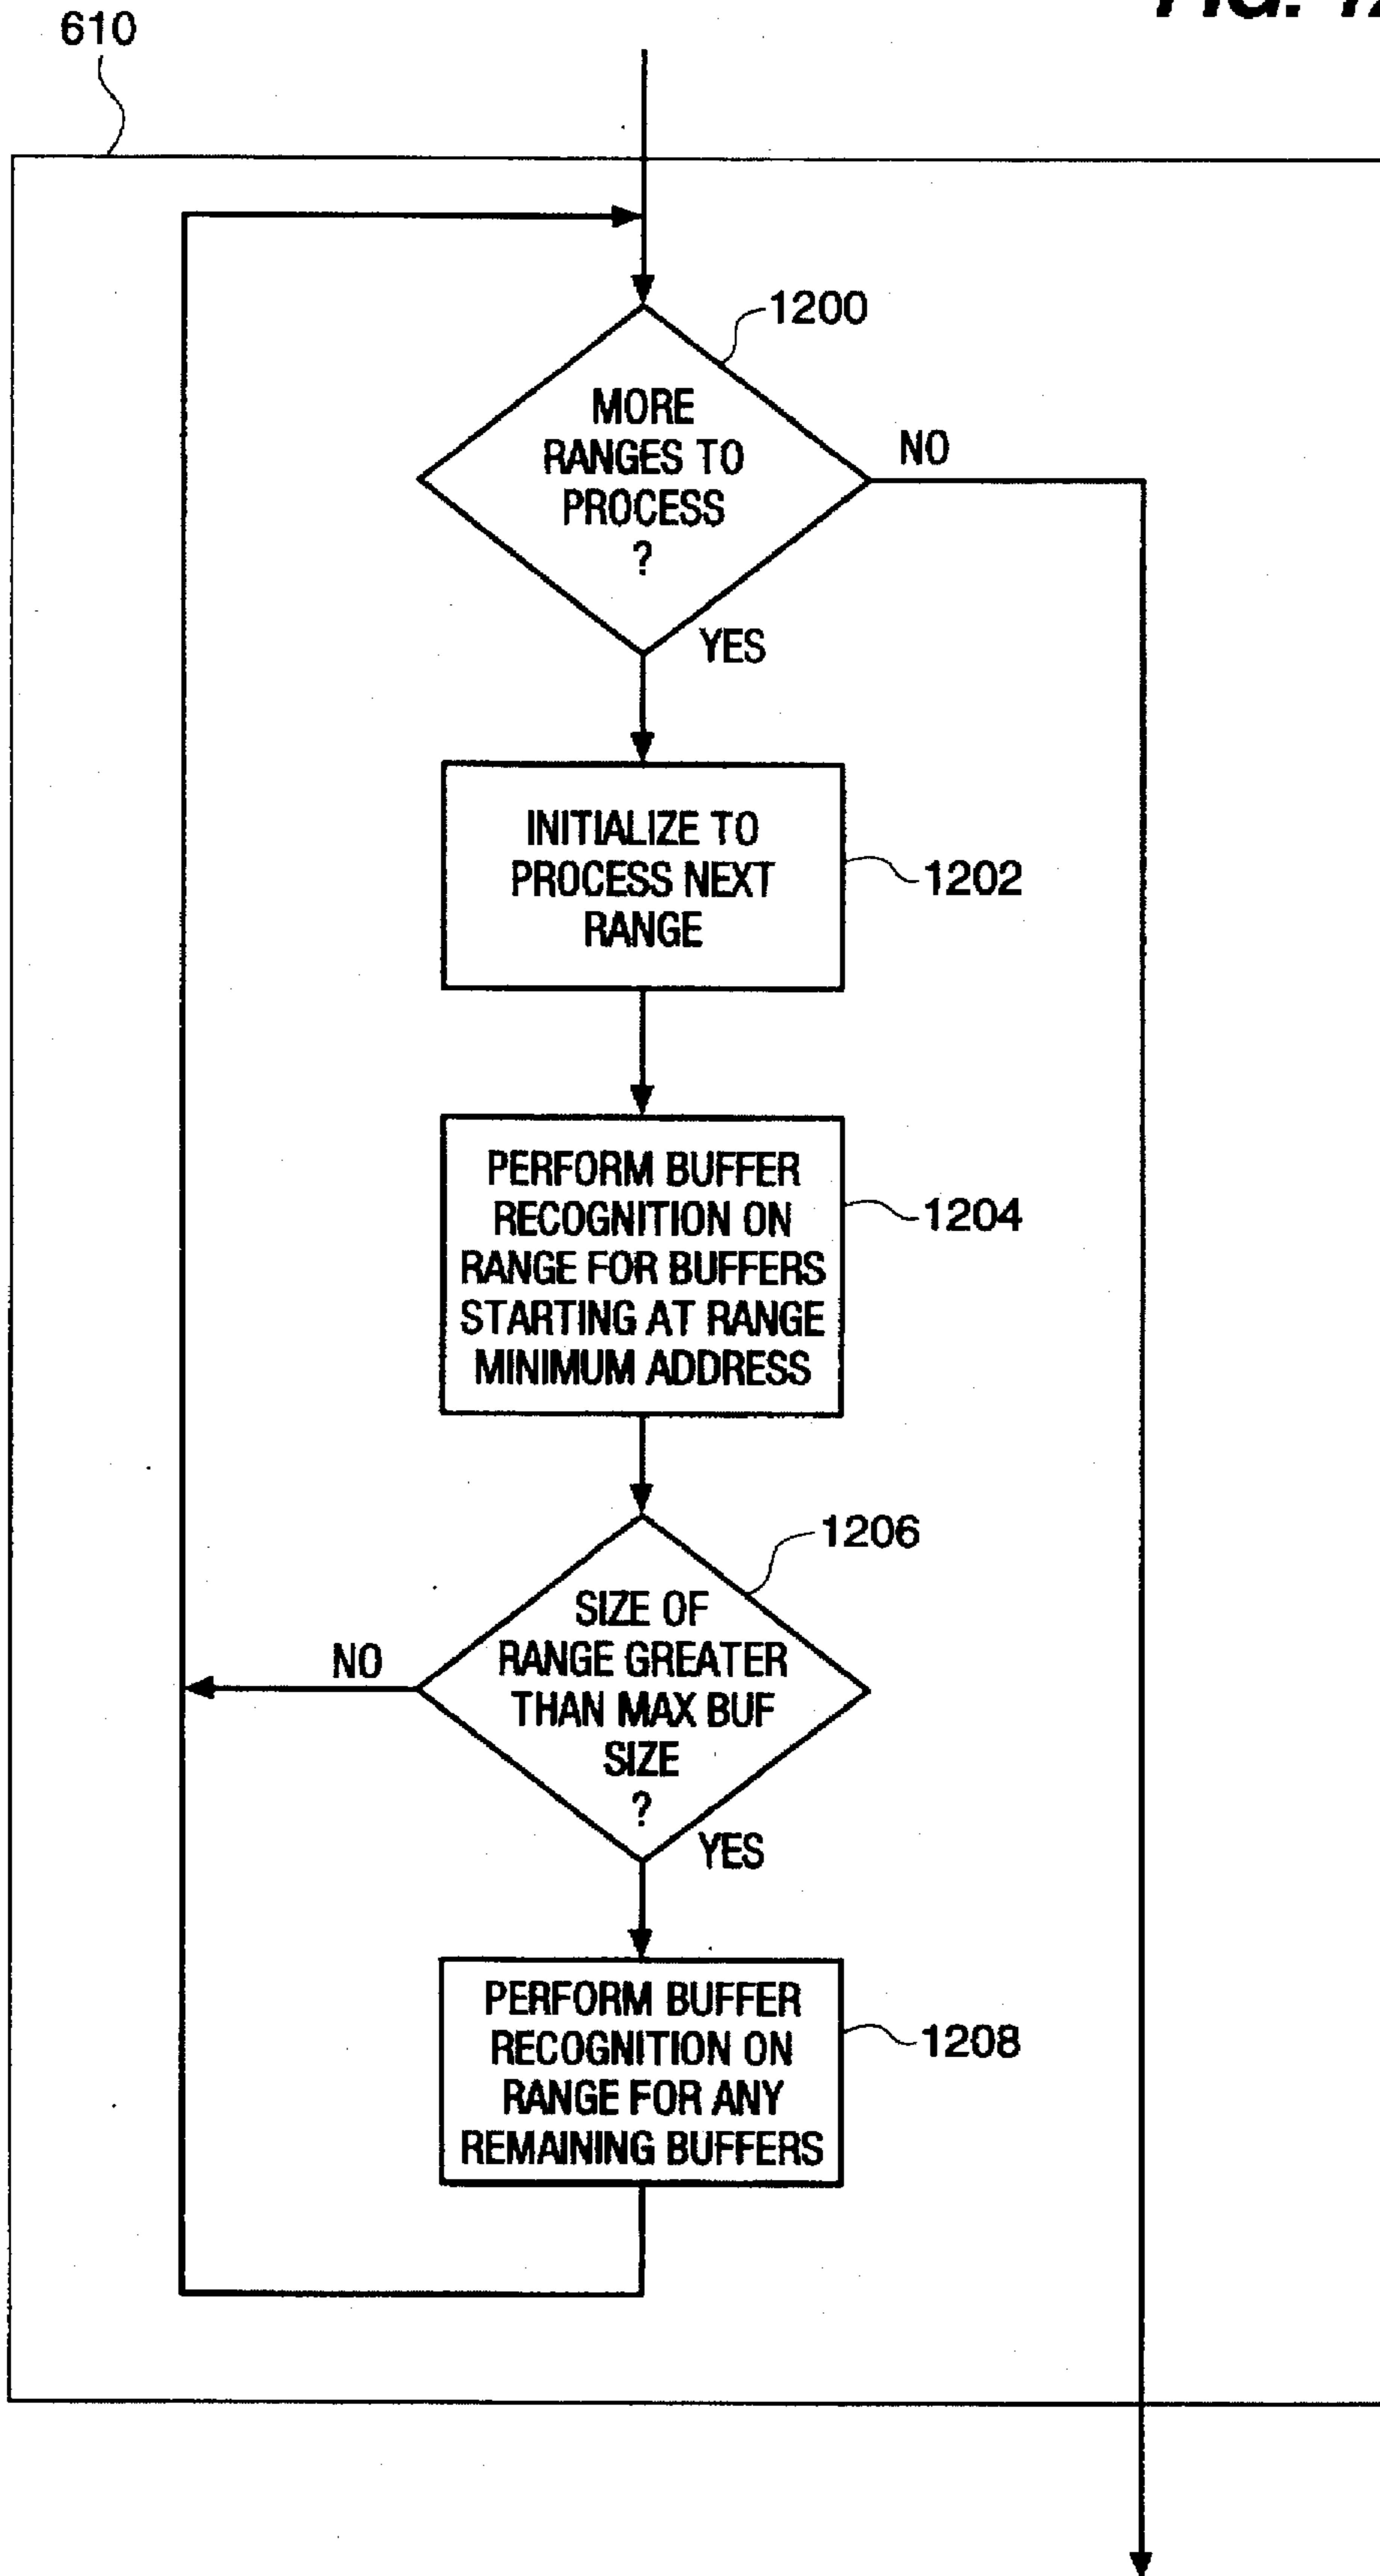 FIG. 12
610
1200
MORE
RANGES TO
PROCESS
?
NO
YES
INITIALIZE TO
PROCESS NEXT
RANGE
1202
PERFORM BUFFER
RECOGNITION ON
RANGE FOR BUFFERS
STARTING AT RANGE
MINIMUM ADDRESS
1204
1206
SIZE OF
RANGE GREATER
THAN MAX BUF
SIZE
?
NO
YES
PERFORM BUFFER
RECOGNITION ON
RANGE FOR ANY
REMAINING BUFFERS
1208